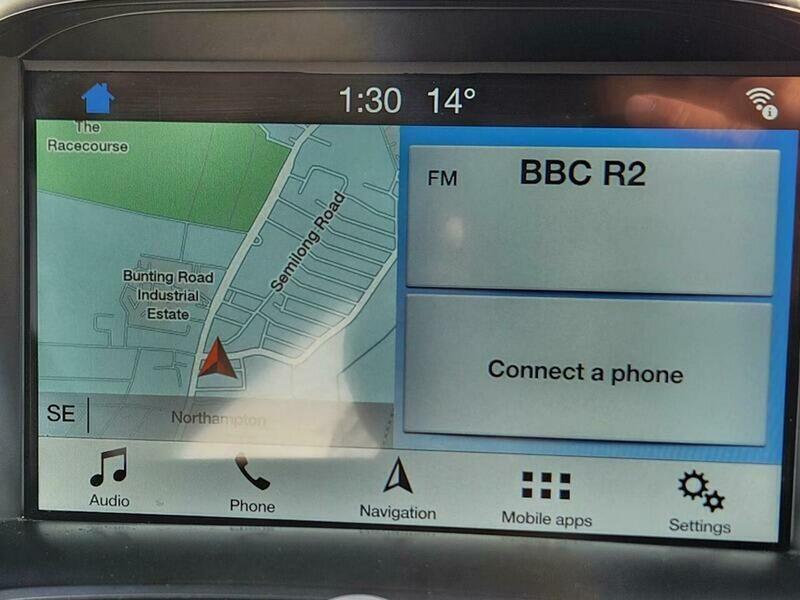 1:30 14°
The
Racecourse
Semilong Road
Bunting Road
Industrial
Estate
SE
Northampton
FM
BBC R2
Connect a phone
Audio
Phone
Navigation
Mobile apps
Settings